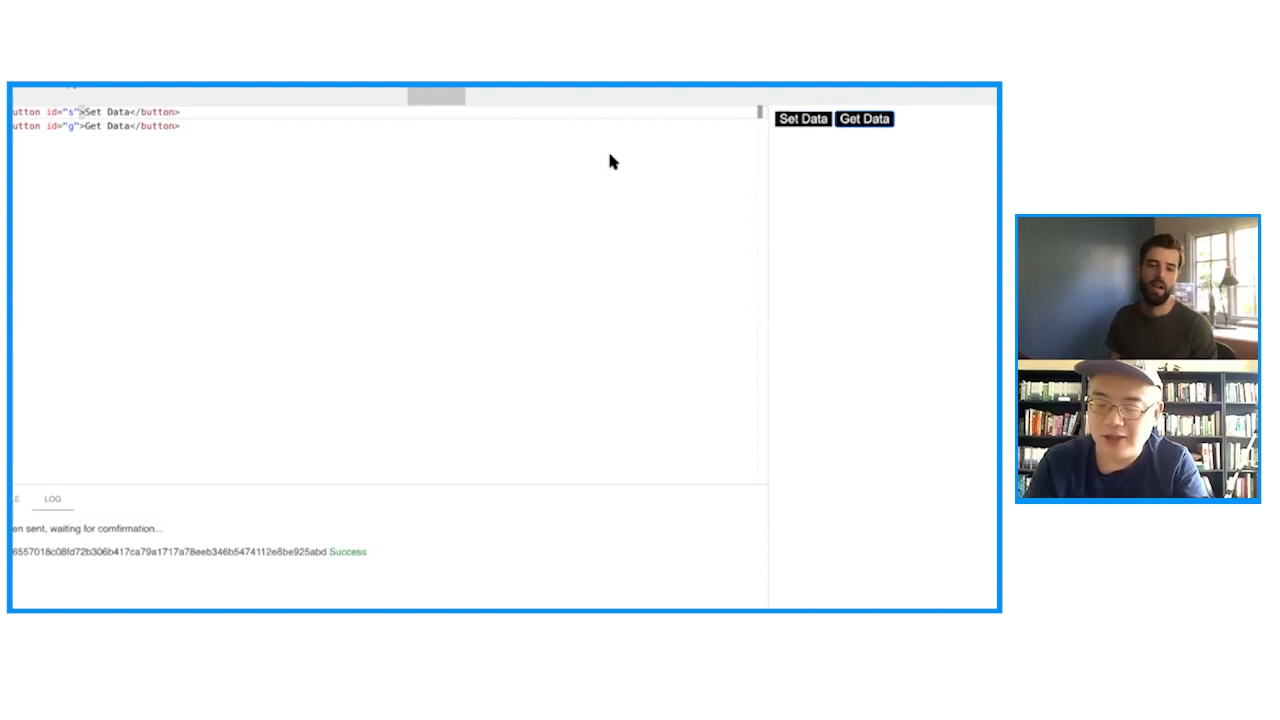 utton id="s">Set Data</button>
utton id="g">Get Data</button>
Set Data Get Data
LE LOG
en sent, waiting for comfirmation...
Success